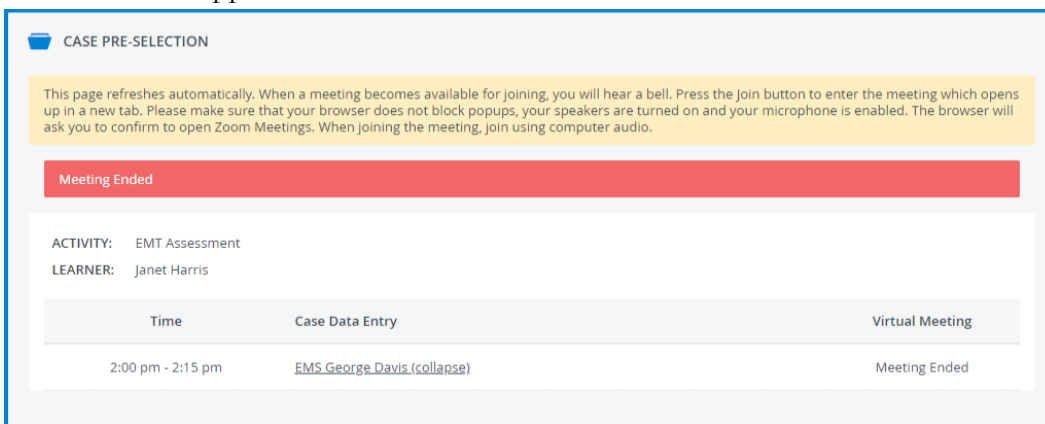 CASE PRE-SELECTION
This page refreshes automatically. When a meeting becomes available for joining, you will hear a bell. Press the Join button to enter the meeting which opens
up in a new tab. Please make sure that your browser does not block popups, your speakers are turned on and your microphone is enabled. The browser will
ask you to confirm to open Zoom Meetings. When joining the meeting, join using computer audio.
Meeting Ended
ACTIVITY: EMT Assessment
LEARNER: Janet Harris
Time Case Data Entry Virtual Meeting
2:00 pm - 2:15 pm EMS George Davis (collapse) Meeting Ended